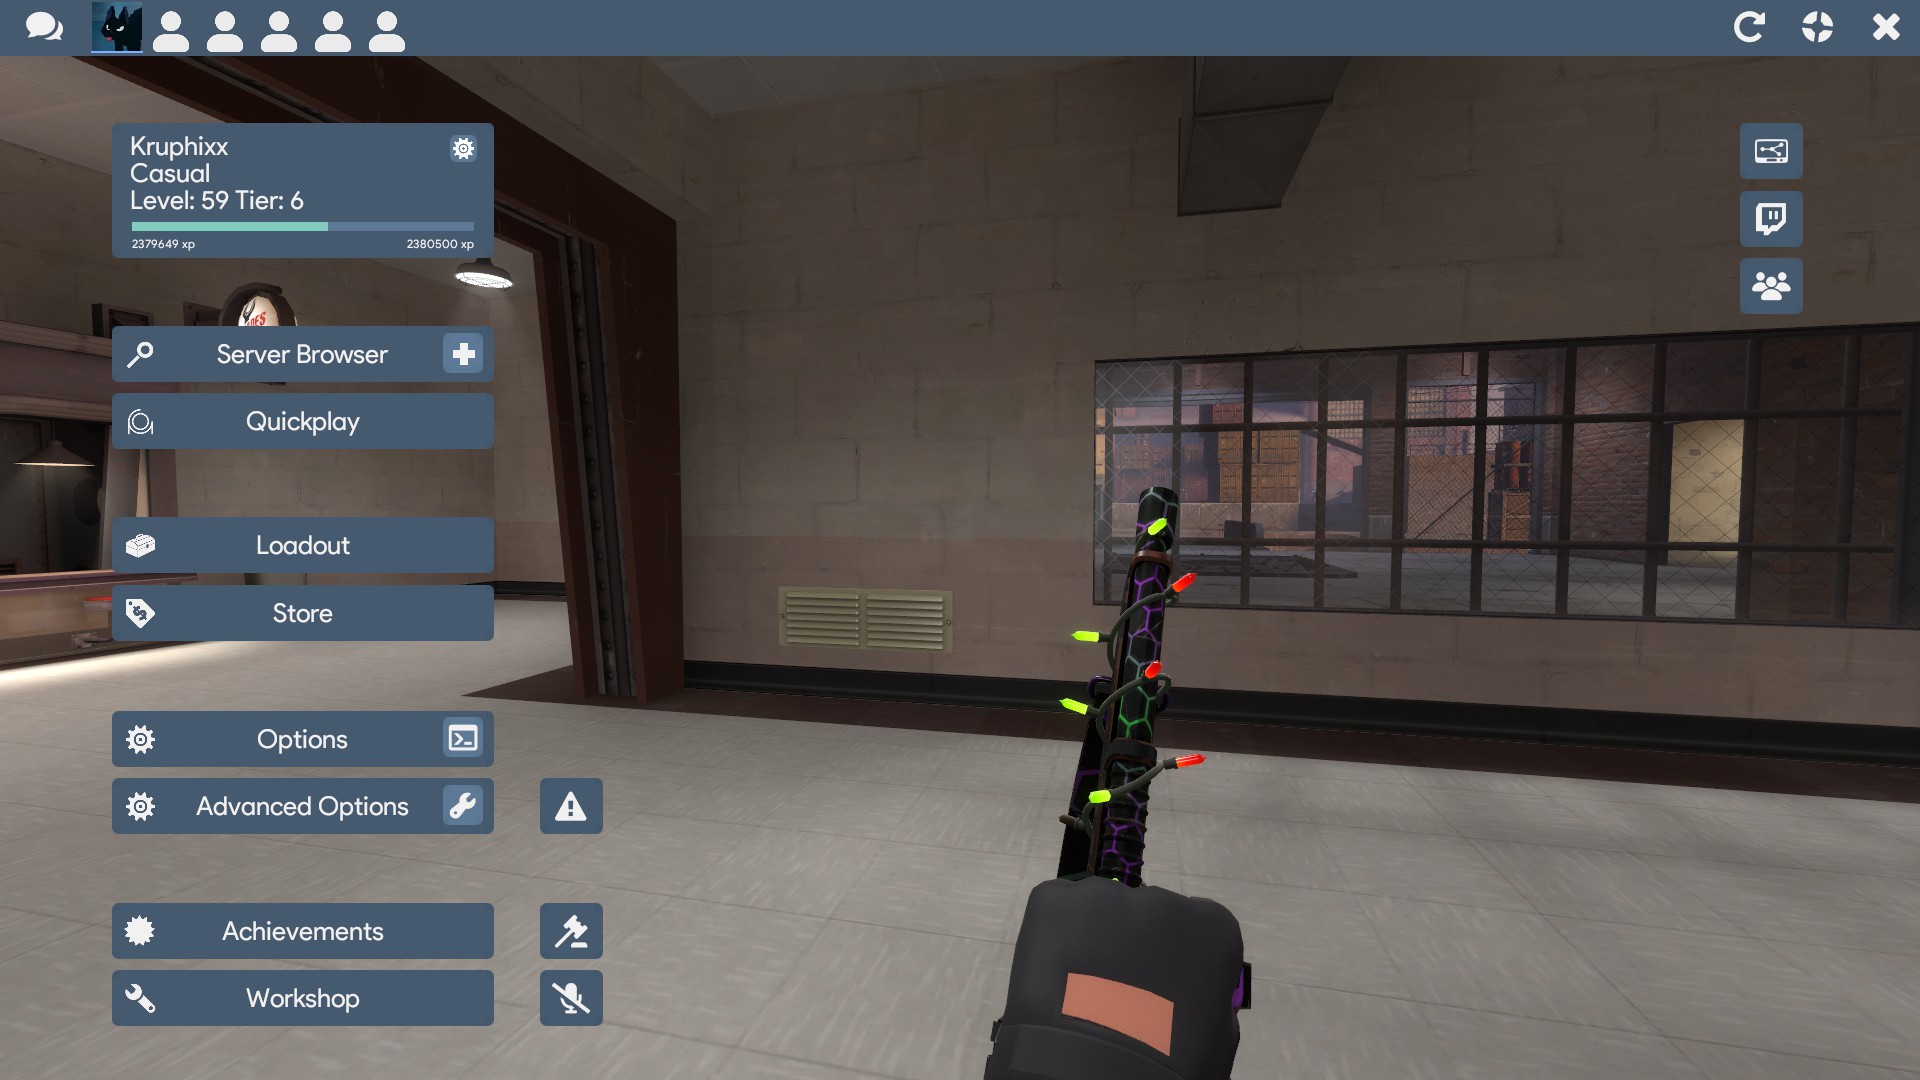 Kruphixx
Casual
Level: 59 Tier: 6
2379649 xp
2380500 xp
Server Browser
Quickplay
Loadout
Store
Options
Advanced Options
Achievements
Workshop